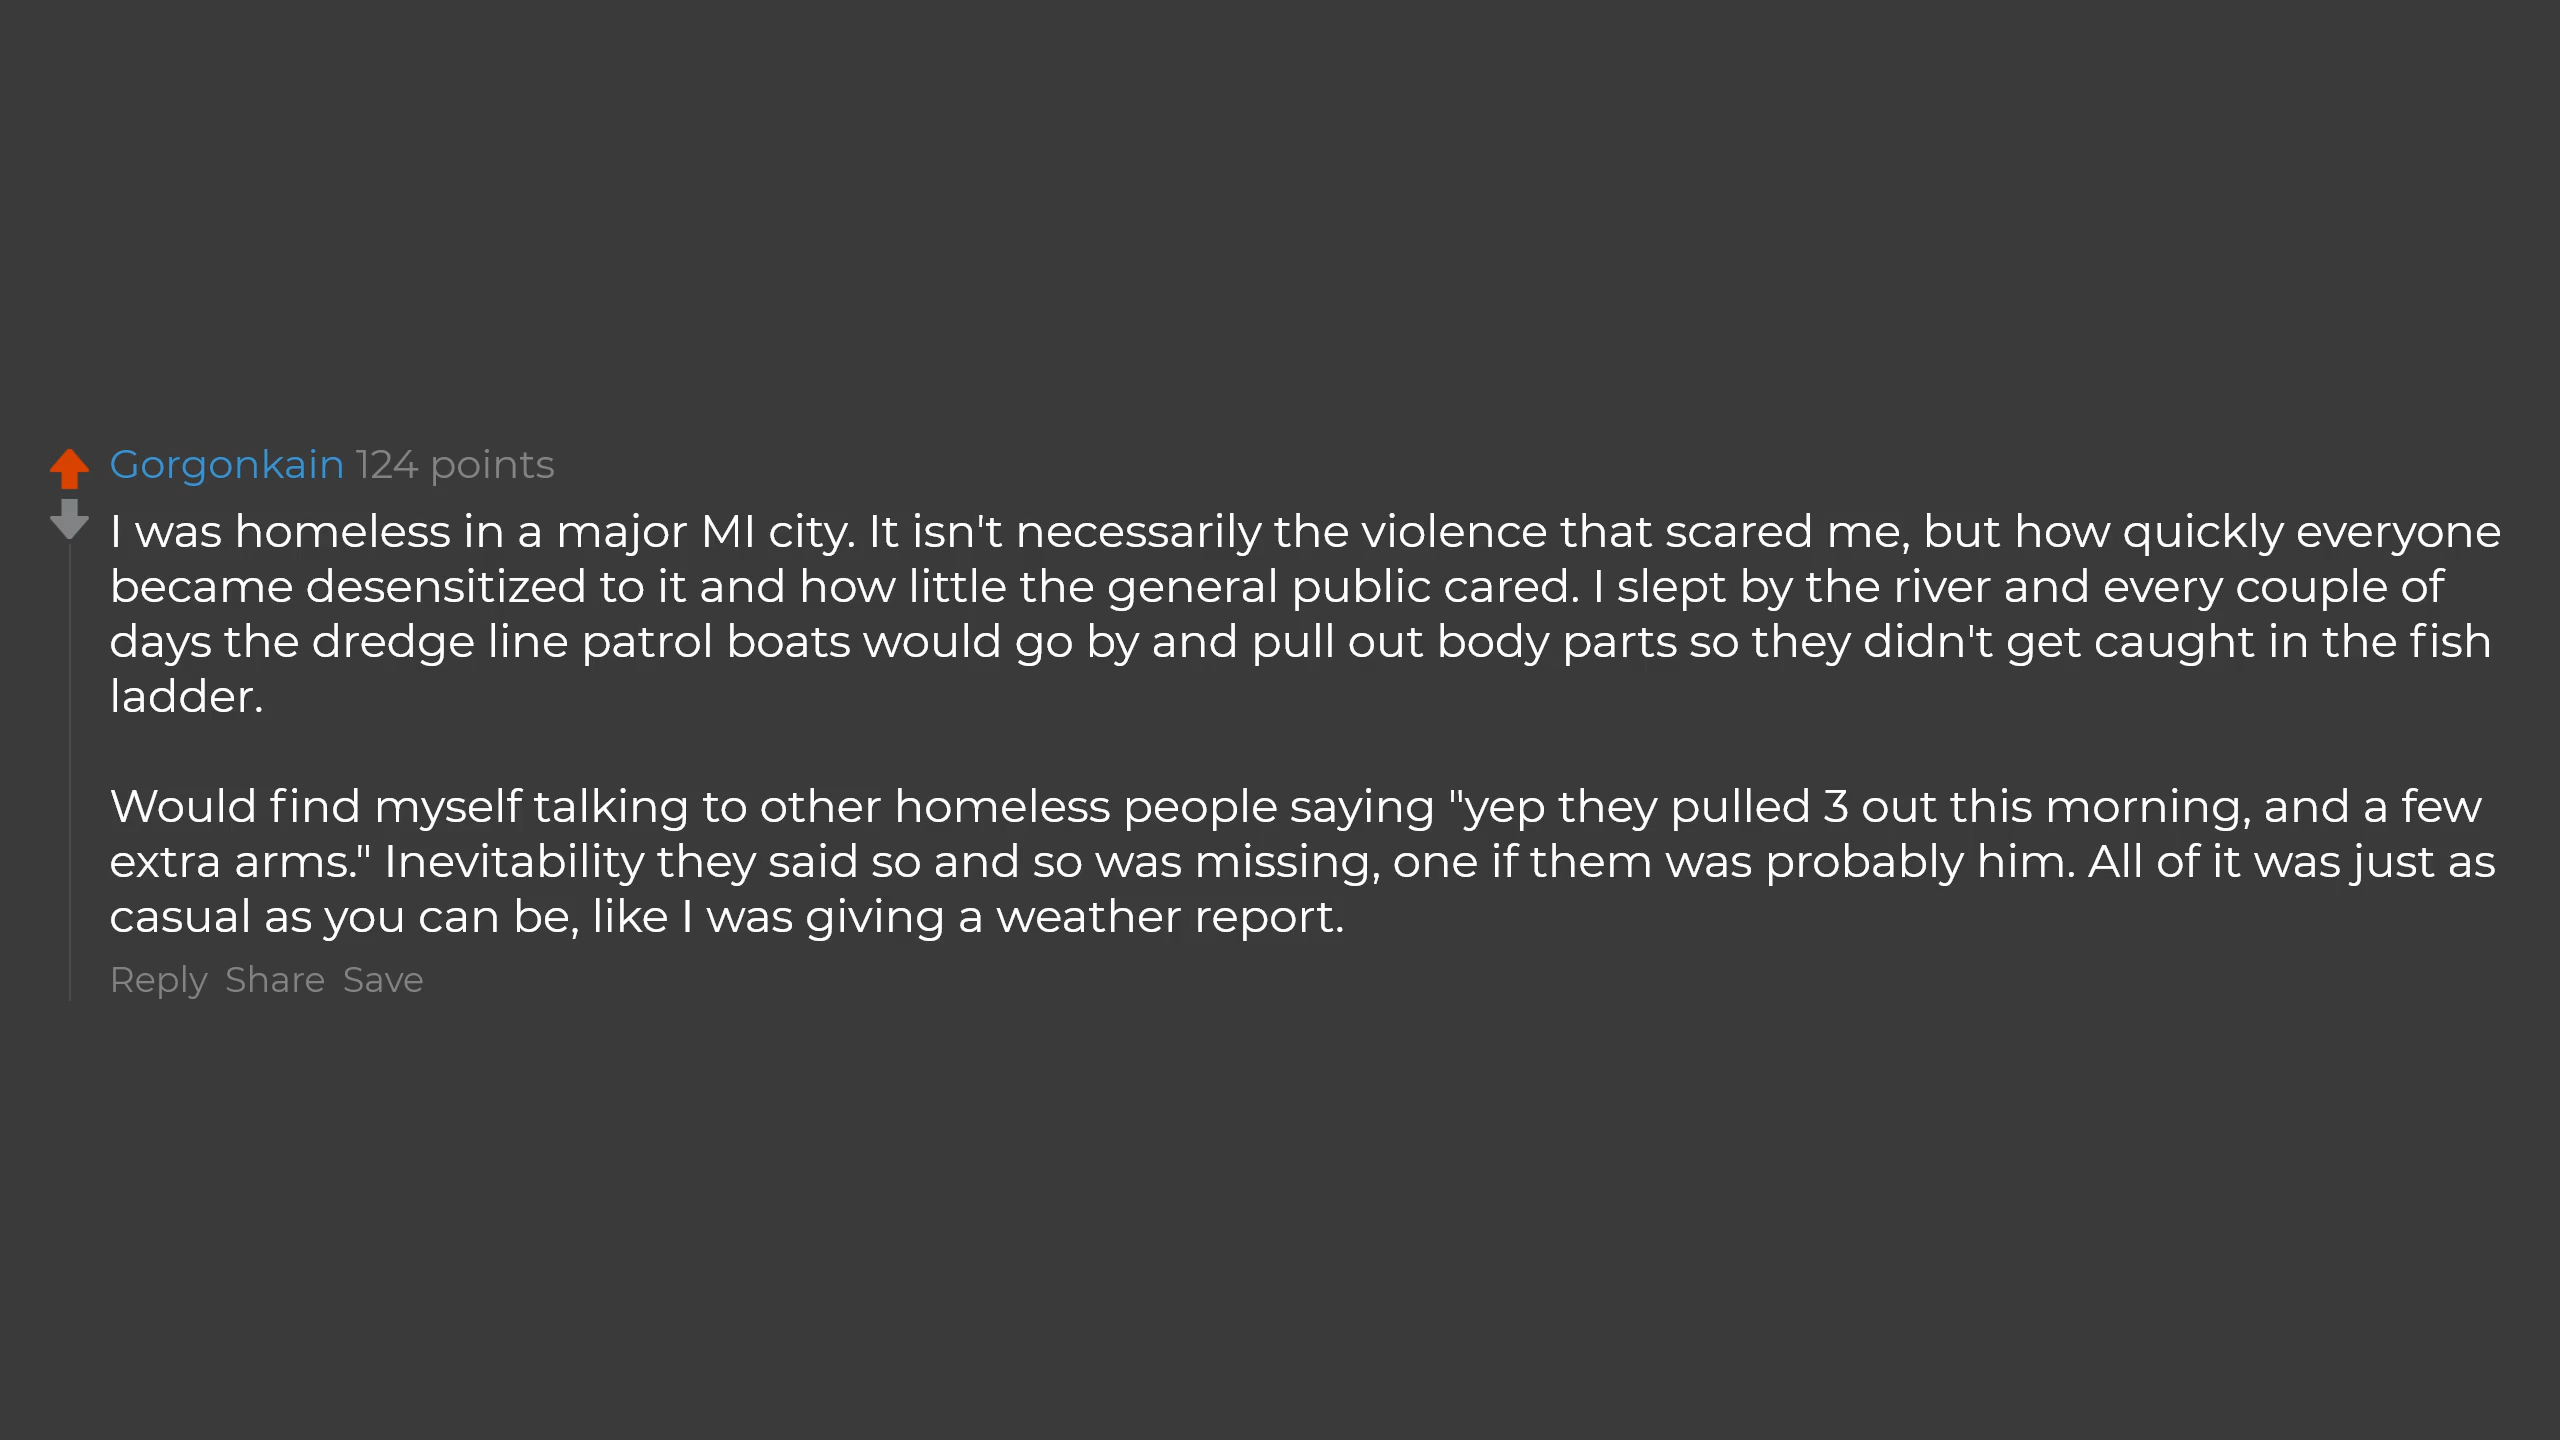 Gorgonkain 124 points
I was homeless in a major MI city. It isn't necessarily the violence that scared me, but how quickly everyone
became desensitized to it and how little the general public cared. I slept by the river and every couple of
days the dredge line patrol boats would go by and pull out body parts so they didn't get caught in the fish
ladder.
Would find myself talking to other homeless people saying "yep they pulled 3 out this morning, and a few
extra arms." Inevitability they said so and so was missing, one if them was probably him. All of it was just as
casual as you can be, like I was giving a weather report.
Reply Share Save